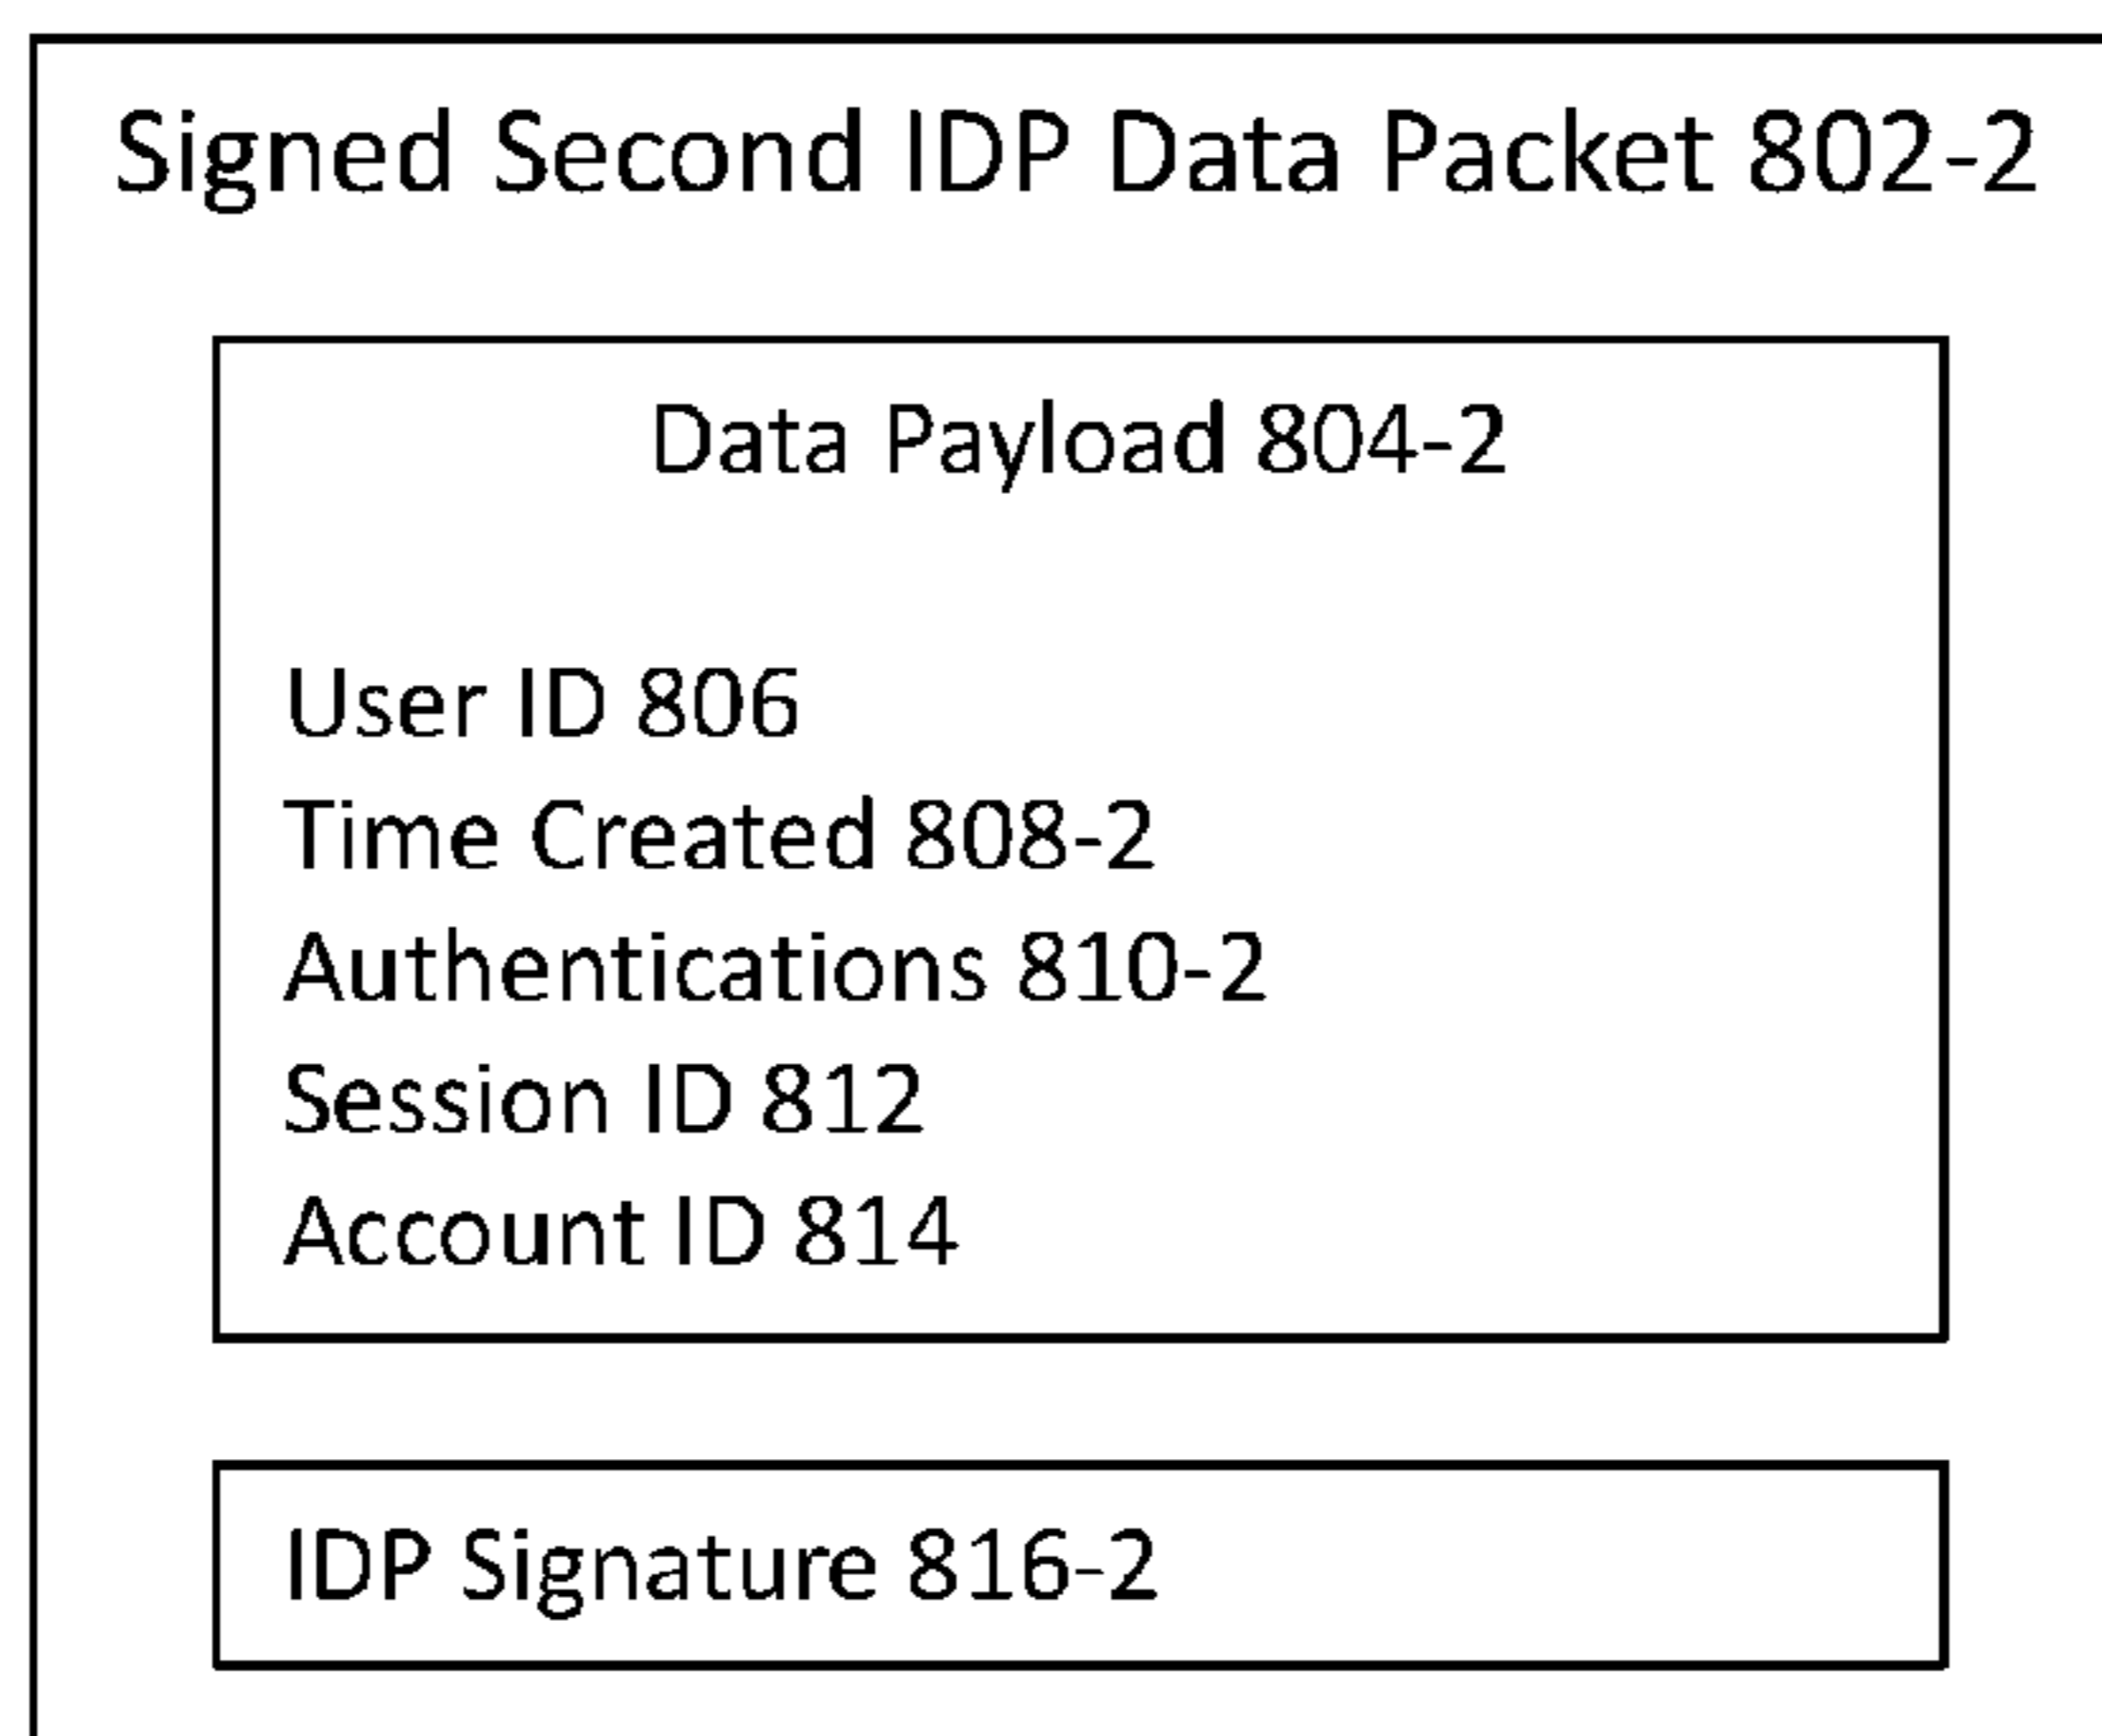 Signed Second IDP Data Packet 802-2
Data Payload 804-2
User ID 806
Time Created 808-2
Authentications 810-2
Session ID 812
Account ID 814
IDP Signature 816-2